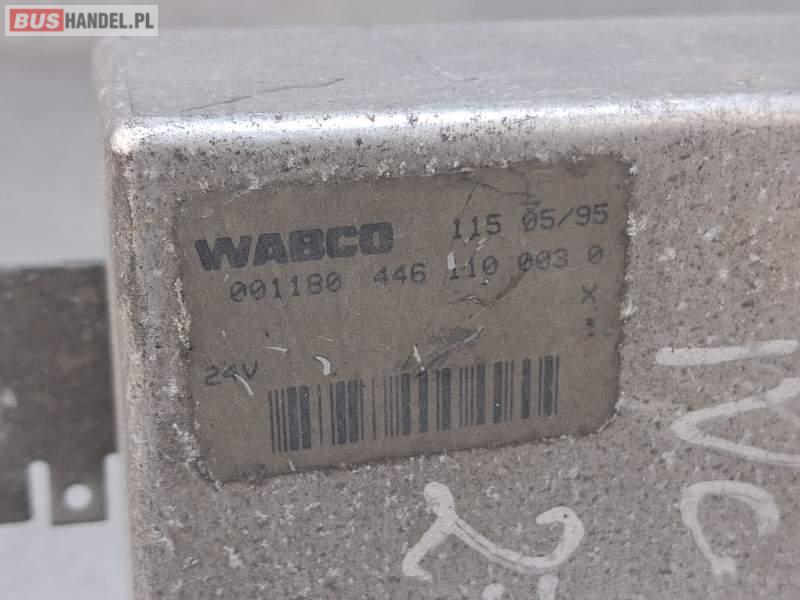 BUSHANDEL.PL
WABCO 115 05/95
001180 446 110 003 0
X
24V